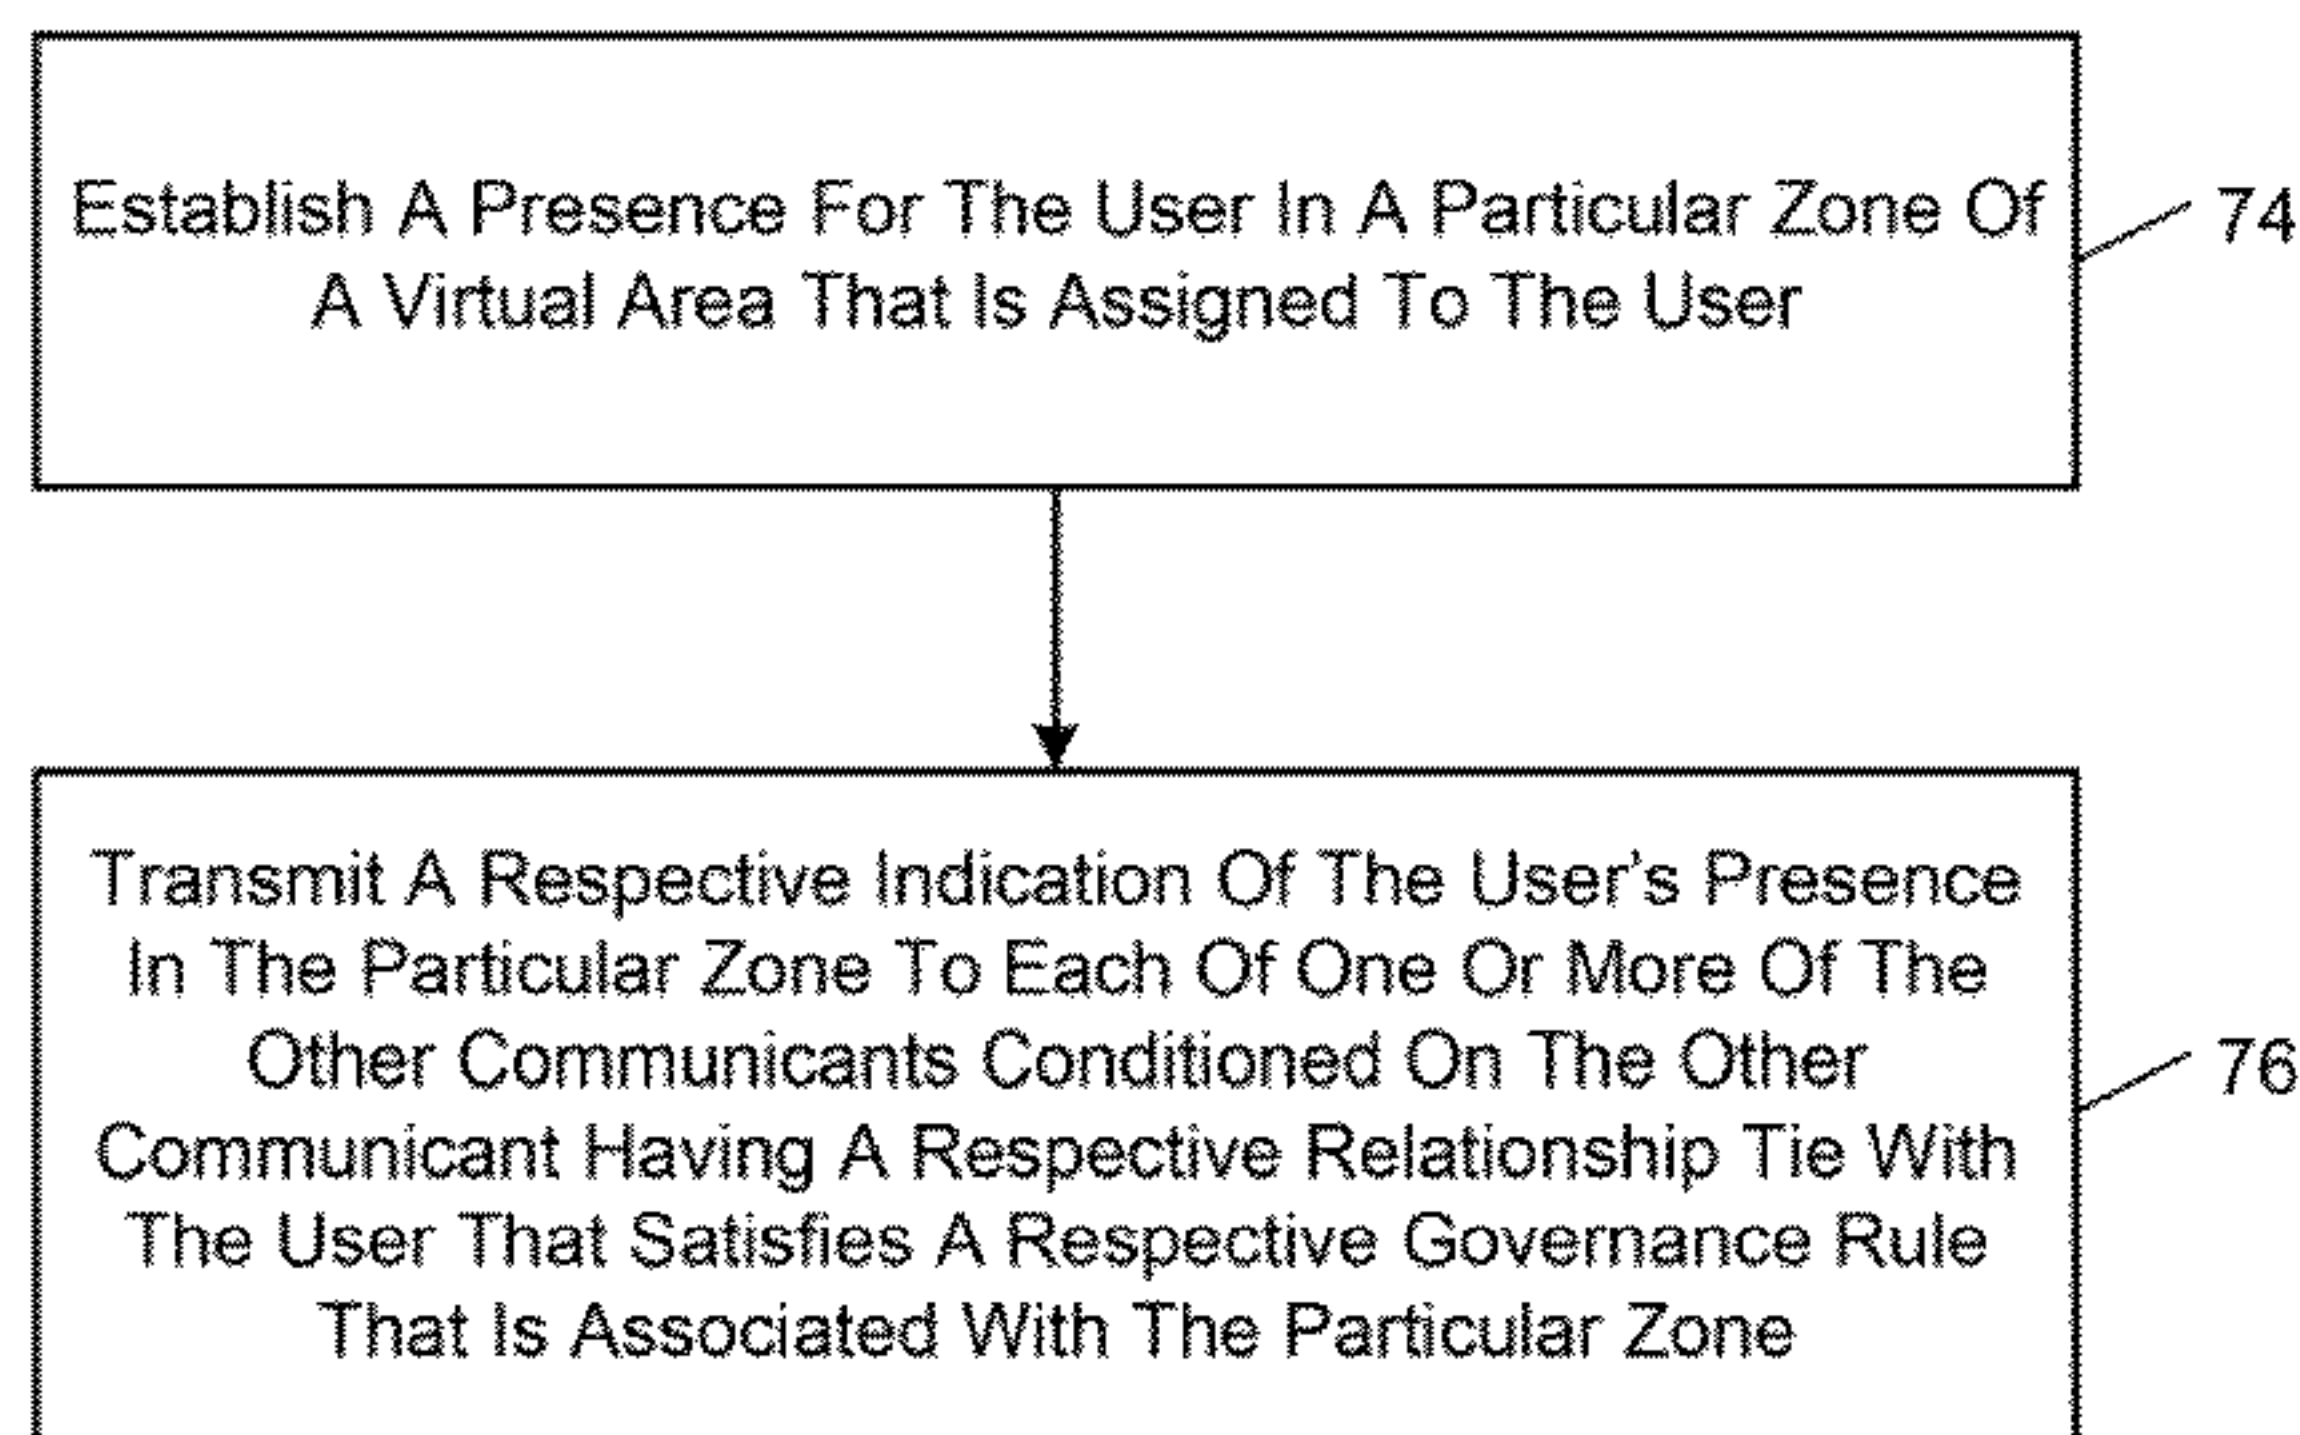 Establish A Presence For The User In A Particular Zone Of
A Virtual Area That Is Assigned To The User
74
Transmit A Respective Indication Of The User's Presence
In The Particular Zone To Each Of One Or More Of The
Other Communicants Conditioned On The Other
Communicant Having A Respective Relationship Tie With
The User That Satisfies A Respective Governance Rule
That Is Associated With The Particular Zone
76